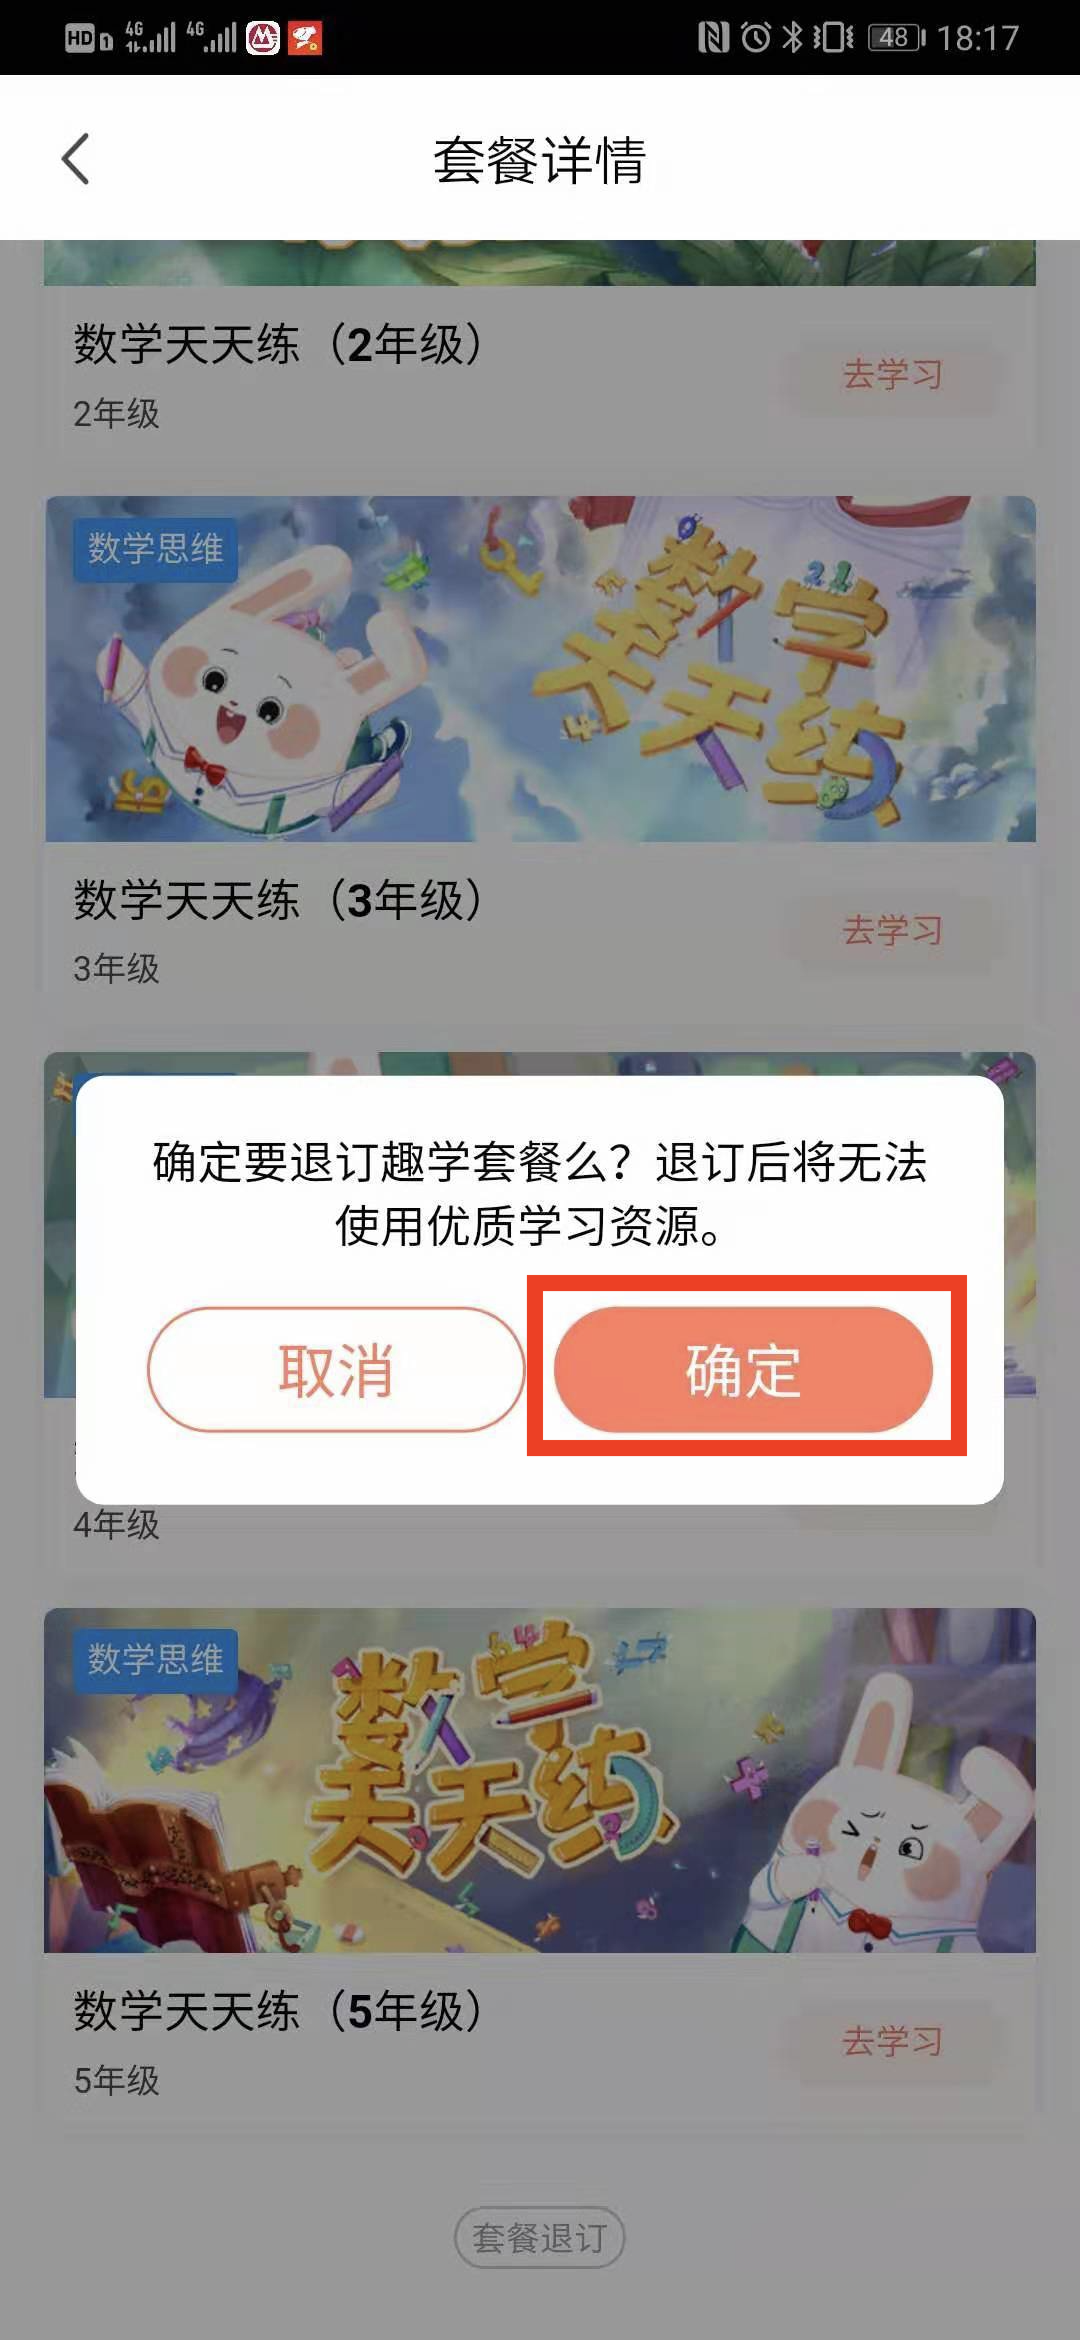 HD 4G 4G 48 18:17
套餐详情
数学天天练（2年级）
去学习
2年级
数学思维
数学
天天练
数学天天练（3年级）
去学习
3年级
确定要退订趣学套餐么？退订后将无法
使用优质学习资源。
取消
确定
4年级
数学思维
数学
天天练
数学天天练（5年级）
去学习
5年级
套餐退订